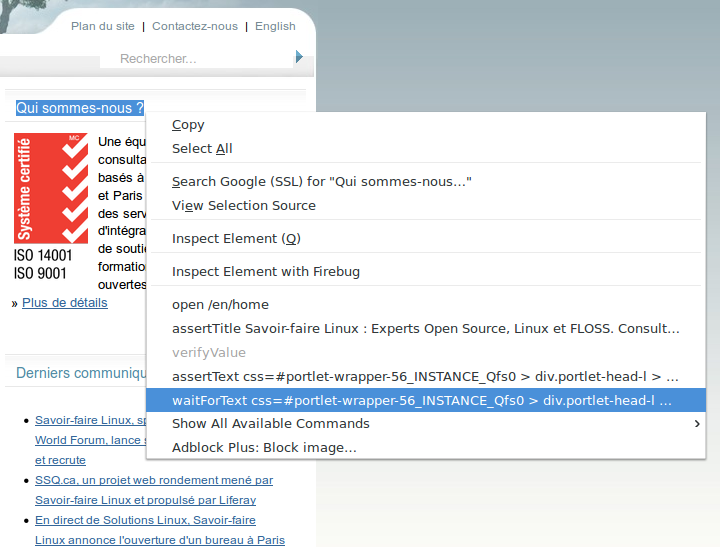 Plan du site | Contactez-nous | English
Rechercher...
Qui sommes-nous ?
Système certifié
MC
ISO 14001
ISO 9001
Une équ
consulta
basés à
et Paris
des serv
d'intégra
de soutie
formation
ouvertes
» Plus de détails
Derniers communiqu
Savoir-faire Linux, sp
World Forum, lance s
et recrute
SSQ.ca, un projet web rondement mené par
Savoir-faire Linux et propulsé par Liferay
En direct de Solutions Linux, Savoir-faire
Linux annonce l'ouverture d'un bureau à Paris
Copy
Select All
Search Google (SSL) for "Qui sommes-nous..."
View Selection Source
Inspect Element (Q)
Inspect Element with Firebug
open /en/home
assertTitle Savoir-faire Linux : Experts Open Source, Linux et FLOSS. Consult...
verifyValue
assertText css=#portlet-wrapper-56_INSTANCE_Qfs0 > div.portlet-head-l > ...
waitForText css=#portlet-wrapper-56_INSTANCE_Qfs0 > div.portlet-head-l ...
Show All Available Commands
Adblock Plus: Block image...